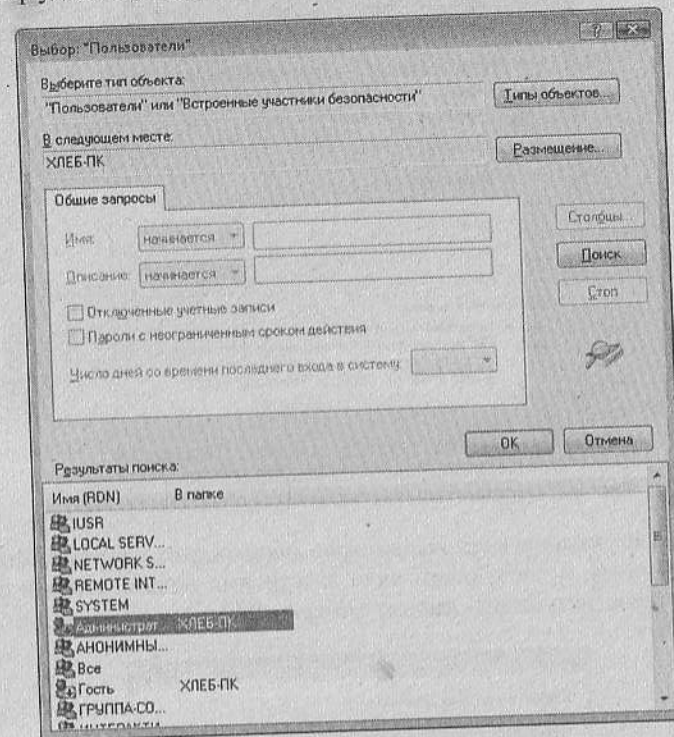 Выбор: "Пользователи"
Выберите тип объекта:
"Пользователи" или "Встроенные участники безопасности"
Типы объектов...
В следующем месте:
ХЛЕБ-ПК
Размещение...
Общие запросы
Имя:
начинается
Столбцы...
Описание:
начинается
Поиск
Отключенные учетные записи
Стоп
Пароли с неограниченным сроком действия
Число дней со времени последнего входа в систему:
OK
Отмена
Результаты поиска:
Имя (RDN) В папке
IUSR
LOCAL SERV...
NETWORK S...
REMOTE INT...
SYSTEM
Администрат... ХЛЕБ-ПК
АНОНИМНЫ...
Все
Гость ХЛЕБ-ПК
ГРУППА-СО...